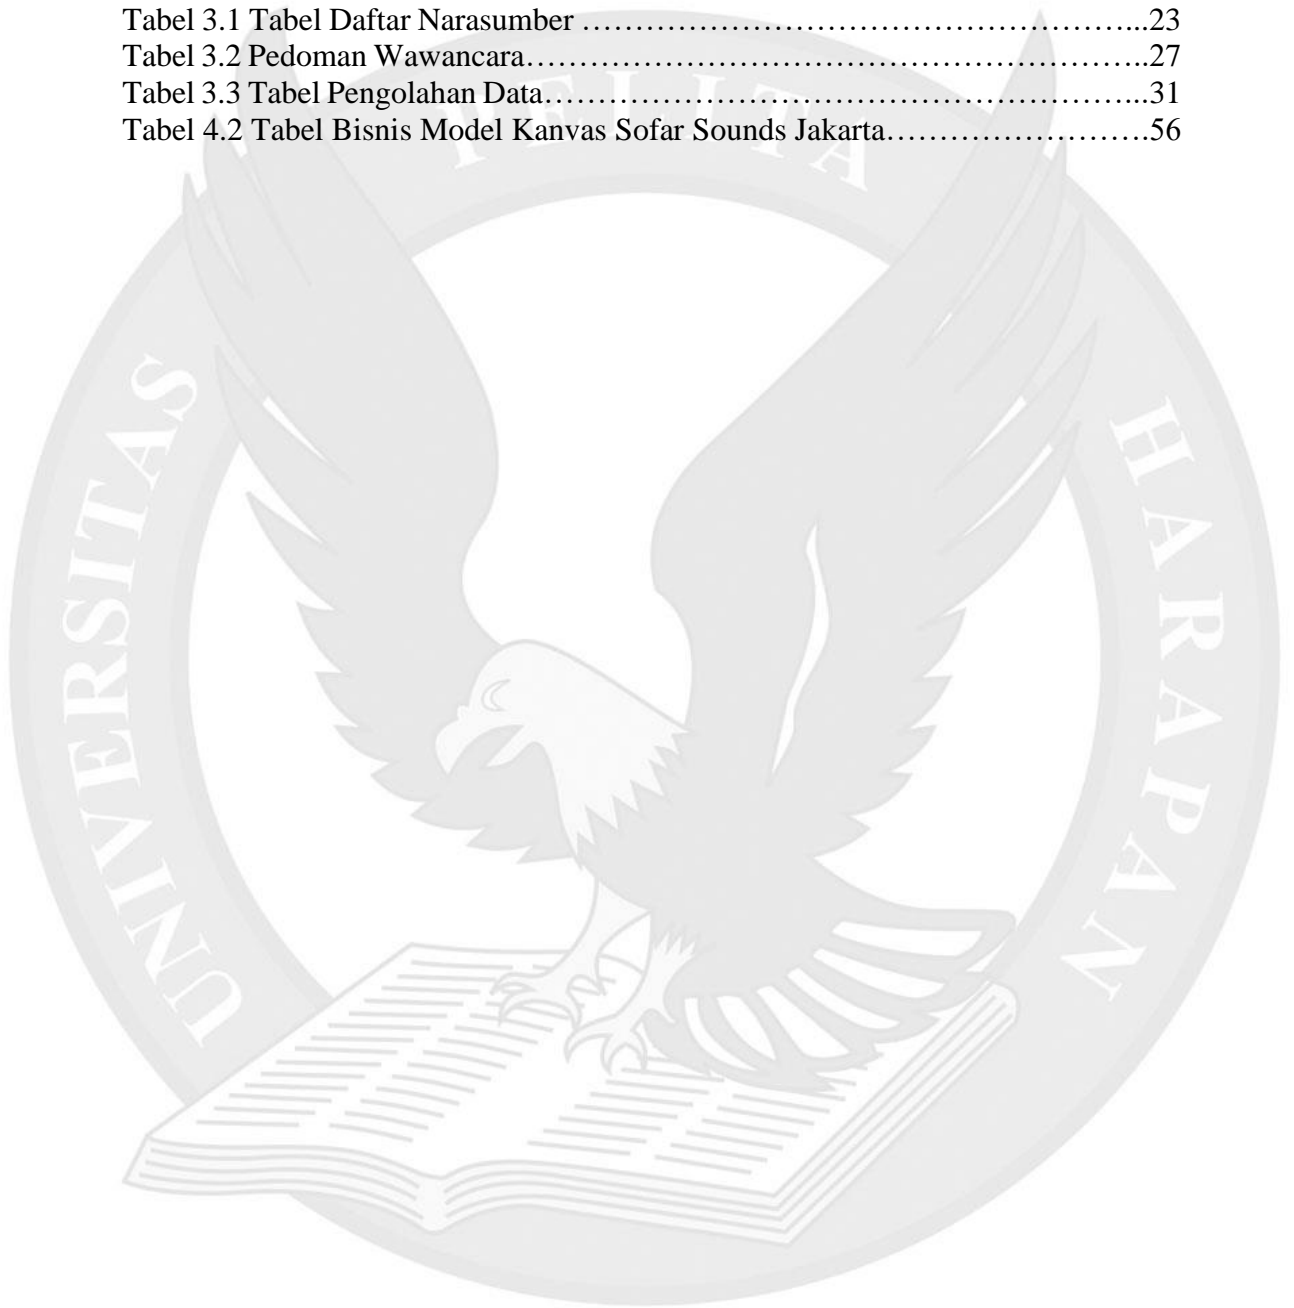 Tabel 3.1 Tabel Daftar Narasumber ……………………………………………...23
Tabel 3.2 Pedoman Wawancara…………………………………………………..27
Tabel 3.3 Tabel Pengolahan Data………………………………………………...31
Tabel 4.2 Tabel Bisnis Model Kanvas Sofar Sounds Jakarta…………………….56
UNIVERSITAS PELITA HARAPAN